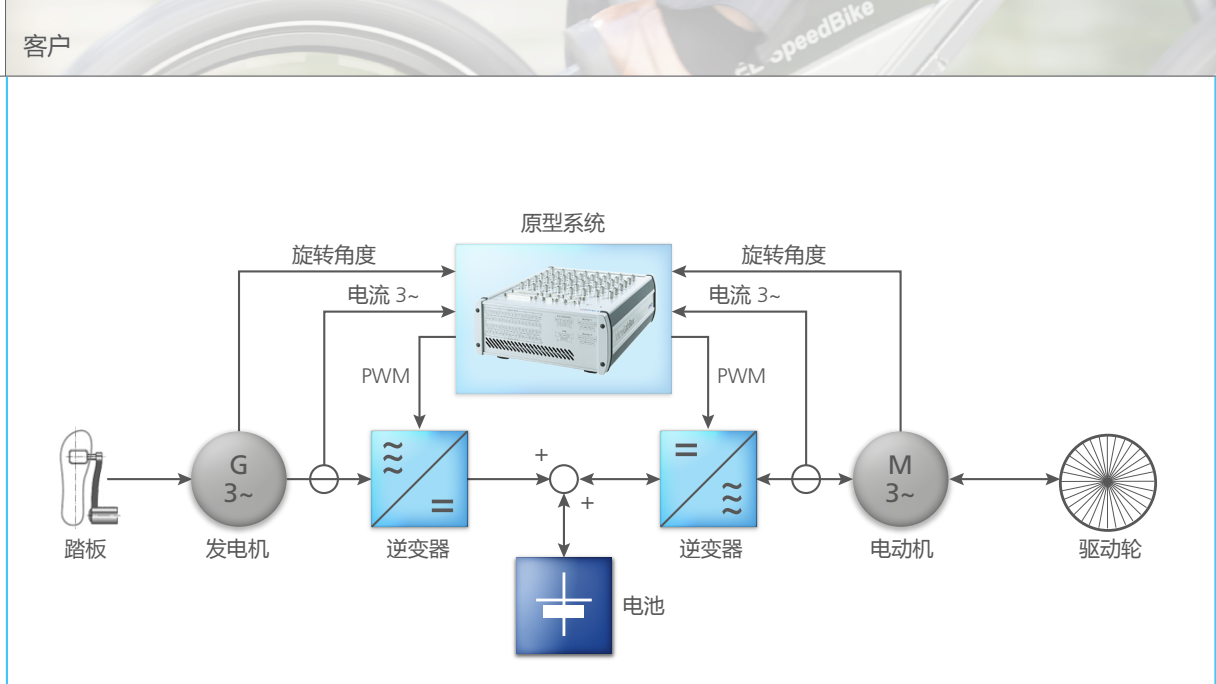 客户
SpeedBike
原型系统
旋转角度
旋转角度
电流 3~
电流 3~
PWM
PWM
G
3~
M
3~
+
+
踏板
发电机
逆变器
逆变器
电动机
驱动轮
电池